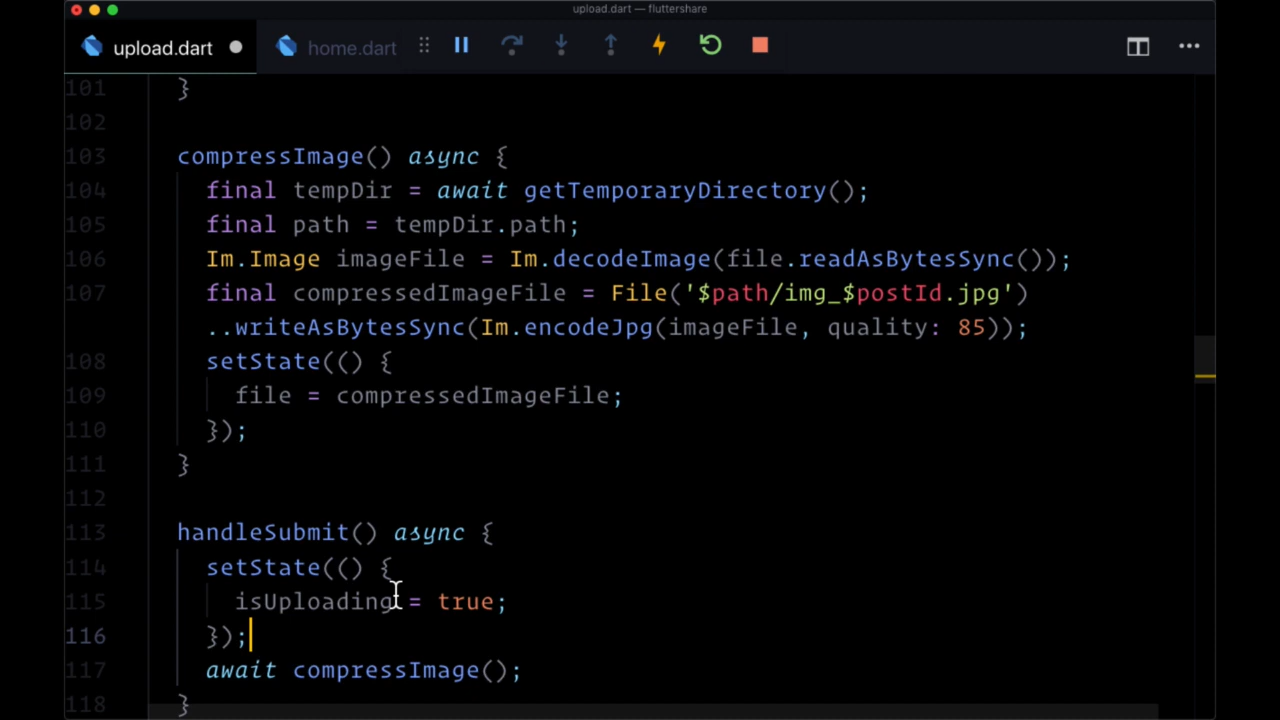 upload.dart — fluttershare
upload.dart
home.dart
101 }
102
103 compressImage() async {
104 final tempDir = await getTemporaryDirectory();
105 final path = tempDir.path;
106 Im.Image imageFile = Im.decodeImage(file.readAsBytesSync());
107 final compressedImageFile = File('$path/img_$postId.jpg')
..writeAsBytesSync(Im.encodeJpg(imageFile, quality: 85));
108 setState(() {
109 file = compressedImageFile;
110 });
111 }
112
113 handleSubmit() async {
114 setState(() {
115 isUploading = true;
116 });
117 await compressImage();
118 }